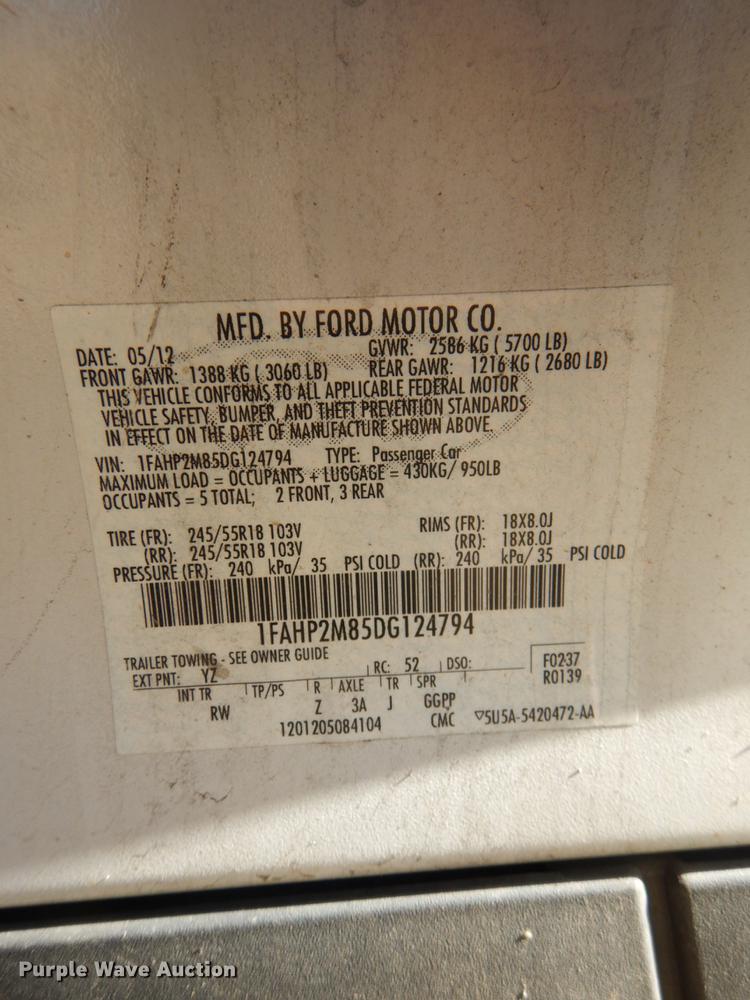 MFD. BY FORD MOTOR CO.
DATE: 05/12 GVWR: 2586 KG ( 5700 LB)
FRONT GAWR: 1388 KG ( 3060 LB) REAR GAWR: 1216 KG ( 2680 LB)
THIS VEHICLE CONFORMS TO ALL APPLICABLE FEDERAL MOTOR
VEHICLE SAFETY, BUMPER, AND THEFT PREVENTION STANDARDS
IN EFFECT ON THE DATE OF MANUFACTURE SHOWN ABOVE.
VIN: 1FAHP2M85DG124794 TYPE: Passenger Car
MAXIMUM LOAD = OCCUPANTS + LUGGAGE = 430KG/ 950LB
OCCUPANTS = 5 TOTAL; 2 FRONT, 3 REAR
TIRE (FR): 245/55R18 103V RIMS (FR): 18X8.0J
(RR): 245/55R18 103V (RR): 18X8.0J
PRESSURE (FR): 240 kPa/ 35 PSI COLD (RR): 240 kPa/ 35 PSI COLD
1FAHP2M85DG124794
TRAILER TOWING - SEE OWNER GUIDE
EXT PNT: YZ RC: 52 DSO: F0237
R0139
INT TR TP/PS R AXLE TR SPR
RW Z 3A J GGPP
1201205084104 CMC ▽5U5A-5420472-AA
Purple Wave Auction